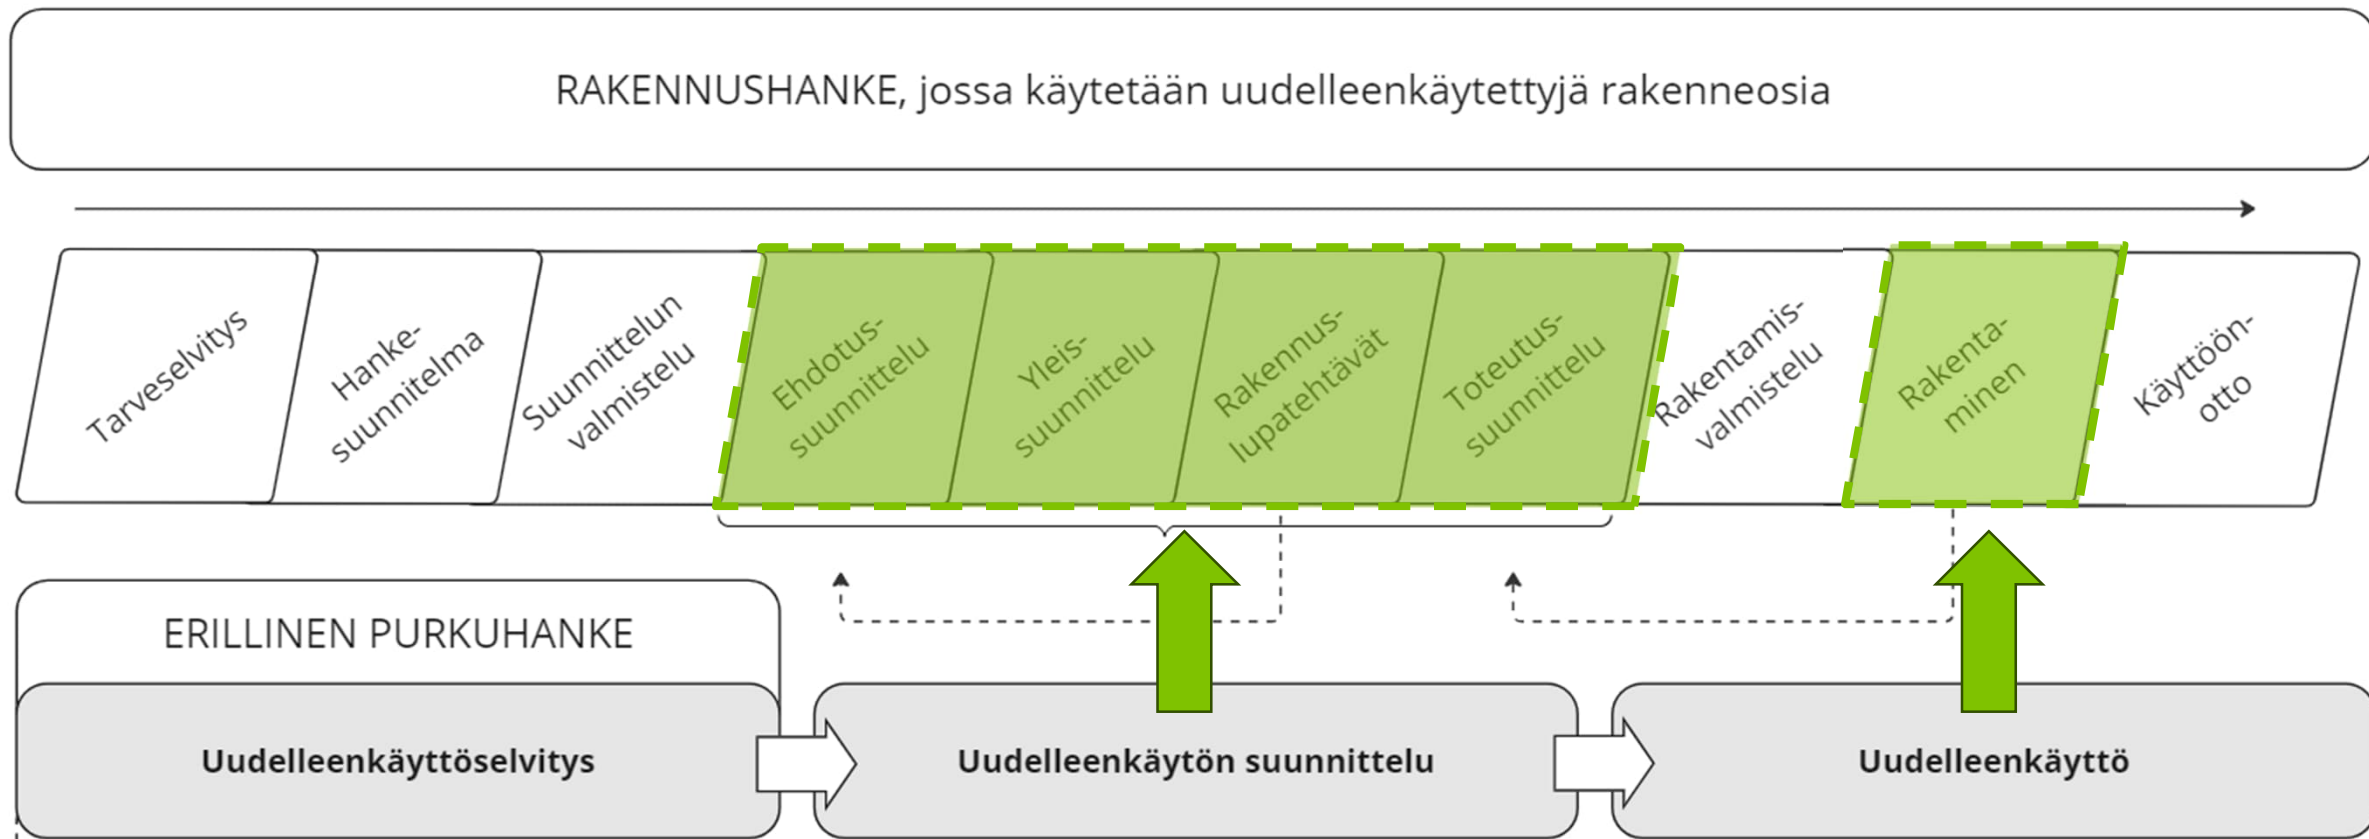 RAKENNUSHANKE, jossa käytetään uudelleenkäytettyjä rakenneosia
Tarveselvitys
Hanke-
suunnitelma
Suunnittelun
valmistelu
Ehdotus-
suunnittelu
Yleis-
suunnittelu
Rakennus-
lupatehtävät
Toteutus-
suunnittelu
Rakentamis-
valmistelu
Rakenta-
minen
Käyttöön-
otto
ERILLINEN PURKUHANKE
Uudelleenkäyttöselvitys
Uudelleenkäytön suunnittelu
Uudelleenkäyttö